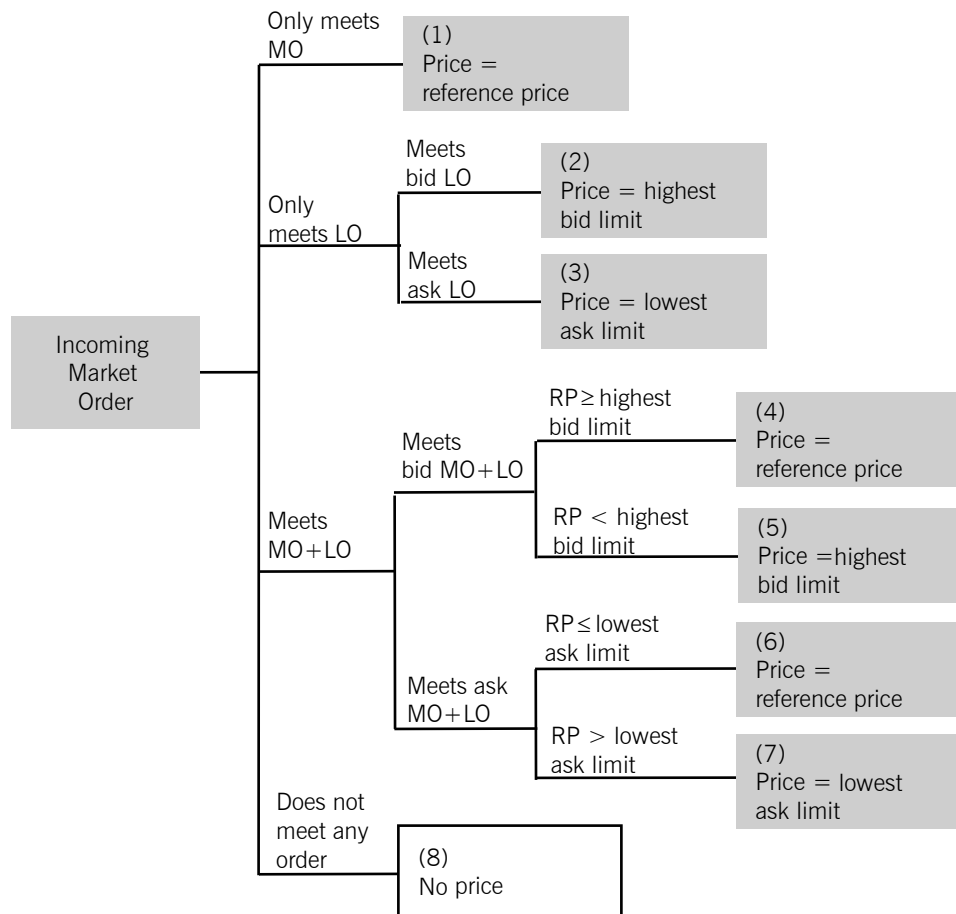 Only meets
MO
(1)
Price =
reference price
Only
meets LO
Meets
bid LO
(2)
Price = highest
bid limit
Meets
ask LO
(3)
Price = lowest
ask limit
Incoming
Market
Order
Meets
MO+LO
Meets
bid MO+LO
RP≥highest
bid limit
(4)
Price =
reference price
RP < highest
bid limit
(5)
Price =highest
bid limit
Meets ask
MO+LO
RP≤lowest
ask limit
(6)
Price =
reference price
RP > lowest
ask limit
(7)
Price = lowest
ask limit
Does not
meet any
order
(8)
No price